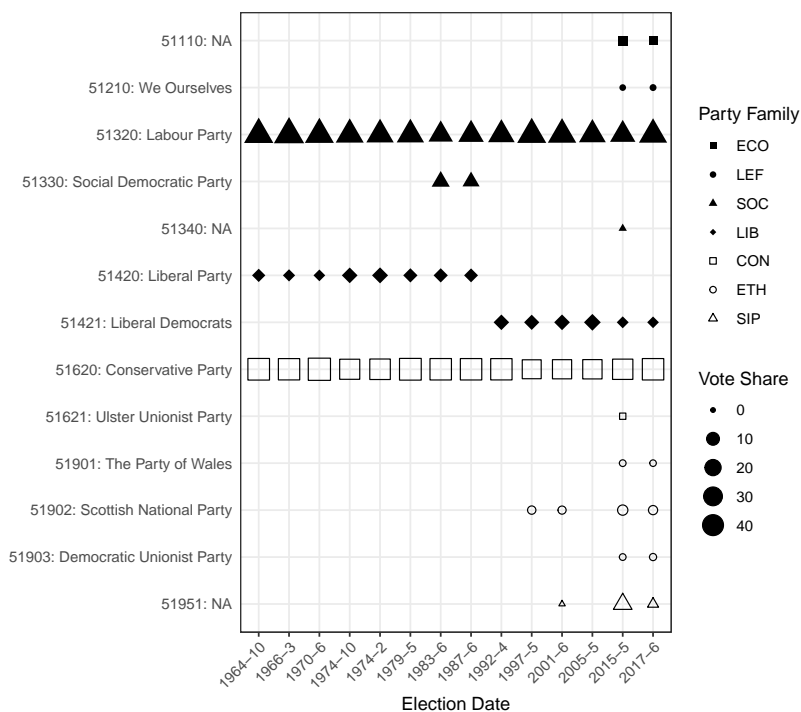 51110: NA
51210: We Ourselves
51320: Labour Party
51330: Social Democratic Party
51340: NA
51420: Liberal Party
51421: Liberal Democrats
51620: Conservative Party
51621: Ulster Unionist Party
51901: The Party of Wales
51902: Scottish National Party
51903: Democratic Unionist Party
51951: NA
1964–10
1966–3
1970–6
1974–10
1974–2
1979–5
1983–6
1987–6
1992–4
1997–5
2001–6
2005–5
2015–5
2017–6
Election Date
Party Family
ECO
LEF
SOC
LIB
CON
ETH
SIP
Vote Share
0
10
20
30
40